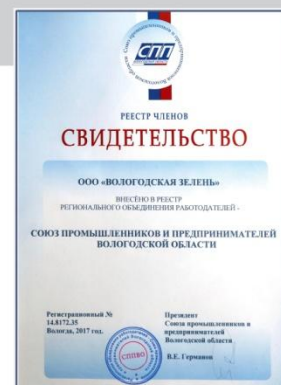 СПП
РЕЕСТР ЧЛЕНОВ
СВИДЕТЕЛЬСТВО
ООО «ВОЛОГОДСКАЯ ЗЕЛЕНЬ»
ВНЕСЁНО В РЕЕСТР
РЕГИОНАЛЬНОГО ОБЪЕДИНЕНИЯ РАБОТОДАТЕЛЕЙ -
СОЮЗ ПРОМЫШЛЕННИКОВ И ПРЕДПРИНИМАТЕЛЕЙ
ВОЛОГОДСКОЙ ОБЛАСТИ
Регистрационный №
14.8172.35
Вологда, 2017 год.
Президент
Союза промышленников и
предпринимателей
Вологодской области
В.Е. Германов
СППВО